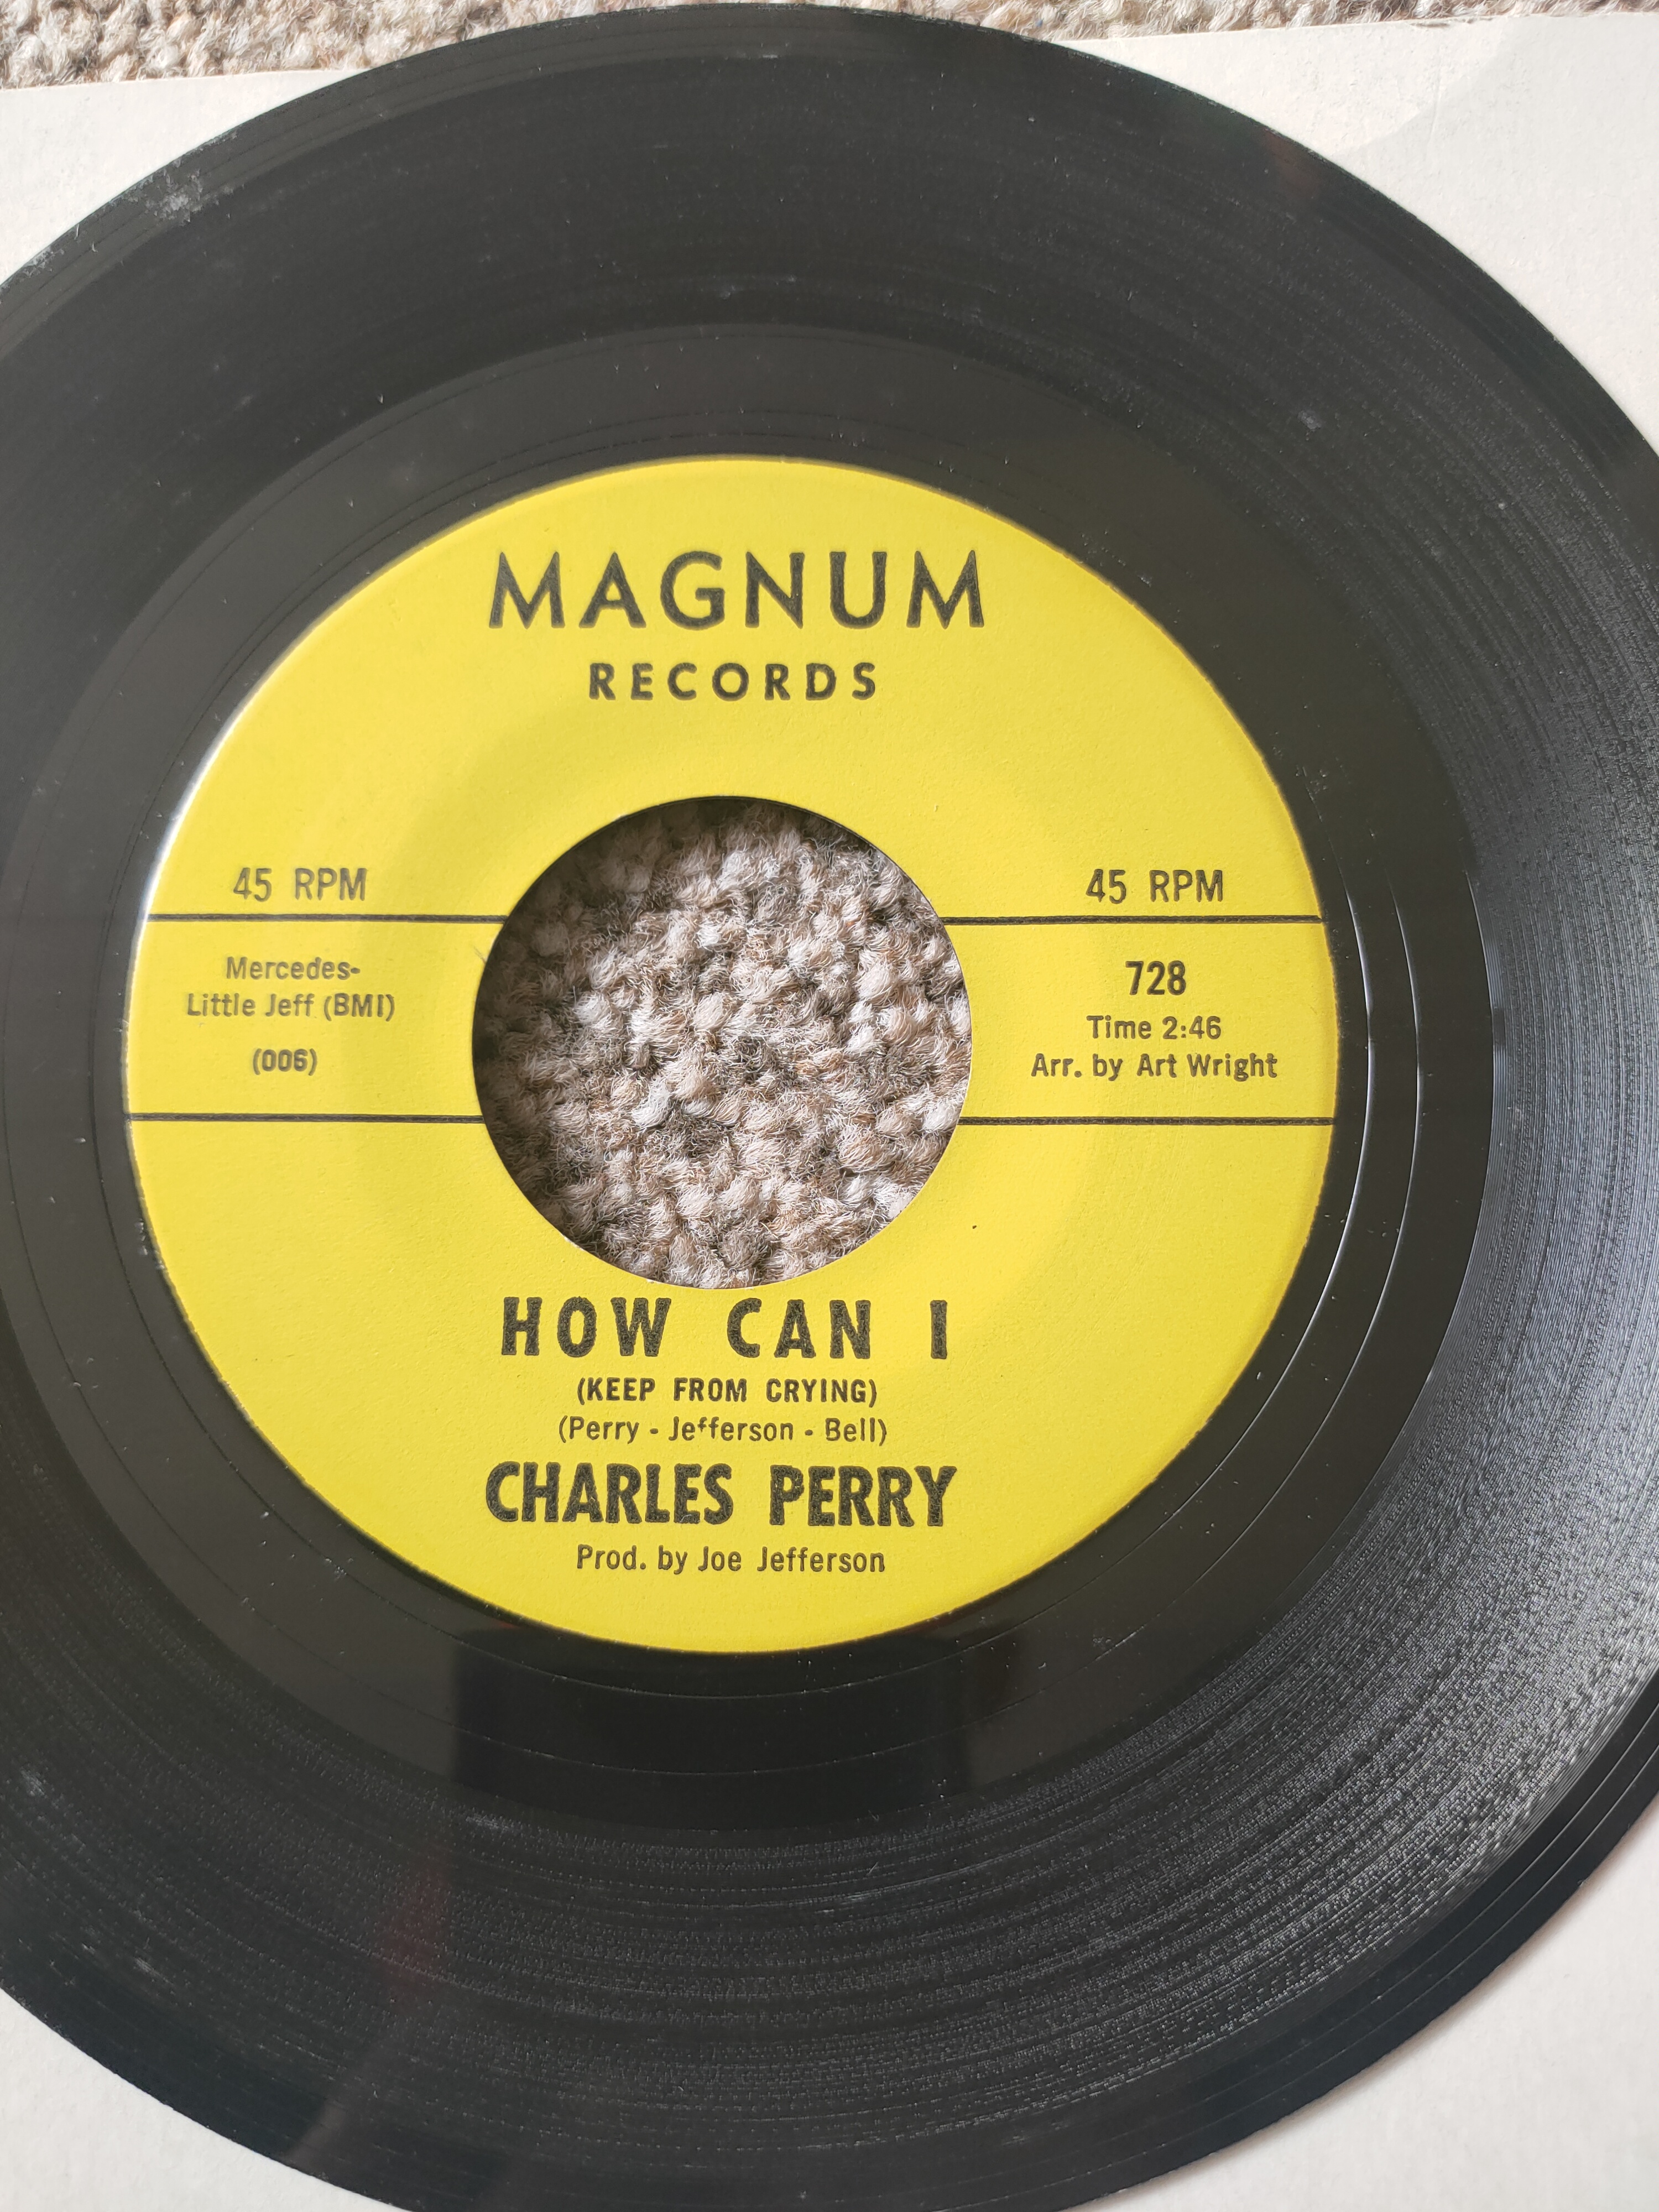 MAGNUM
RECORDS
45 RPM
45 RPM
Mercedes-
Little Jeff (BMI)
(006)
728
Time 2:46
Arr. by Art Wright
HOW CAN I
(KEEP FROM CRYING)
(Perry - Jefferson - Bell)
CHARLES PERRY
Prod. by Joe Jefferson